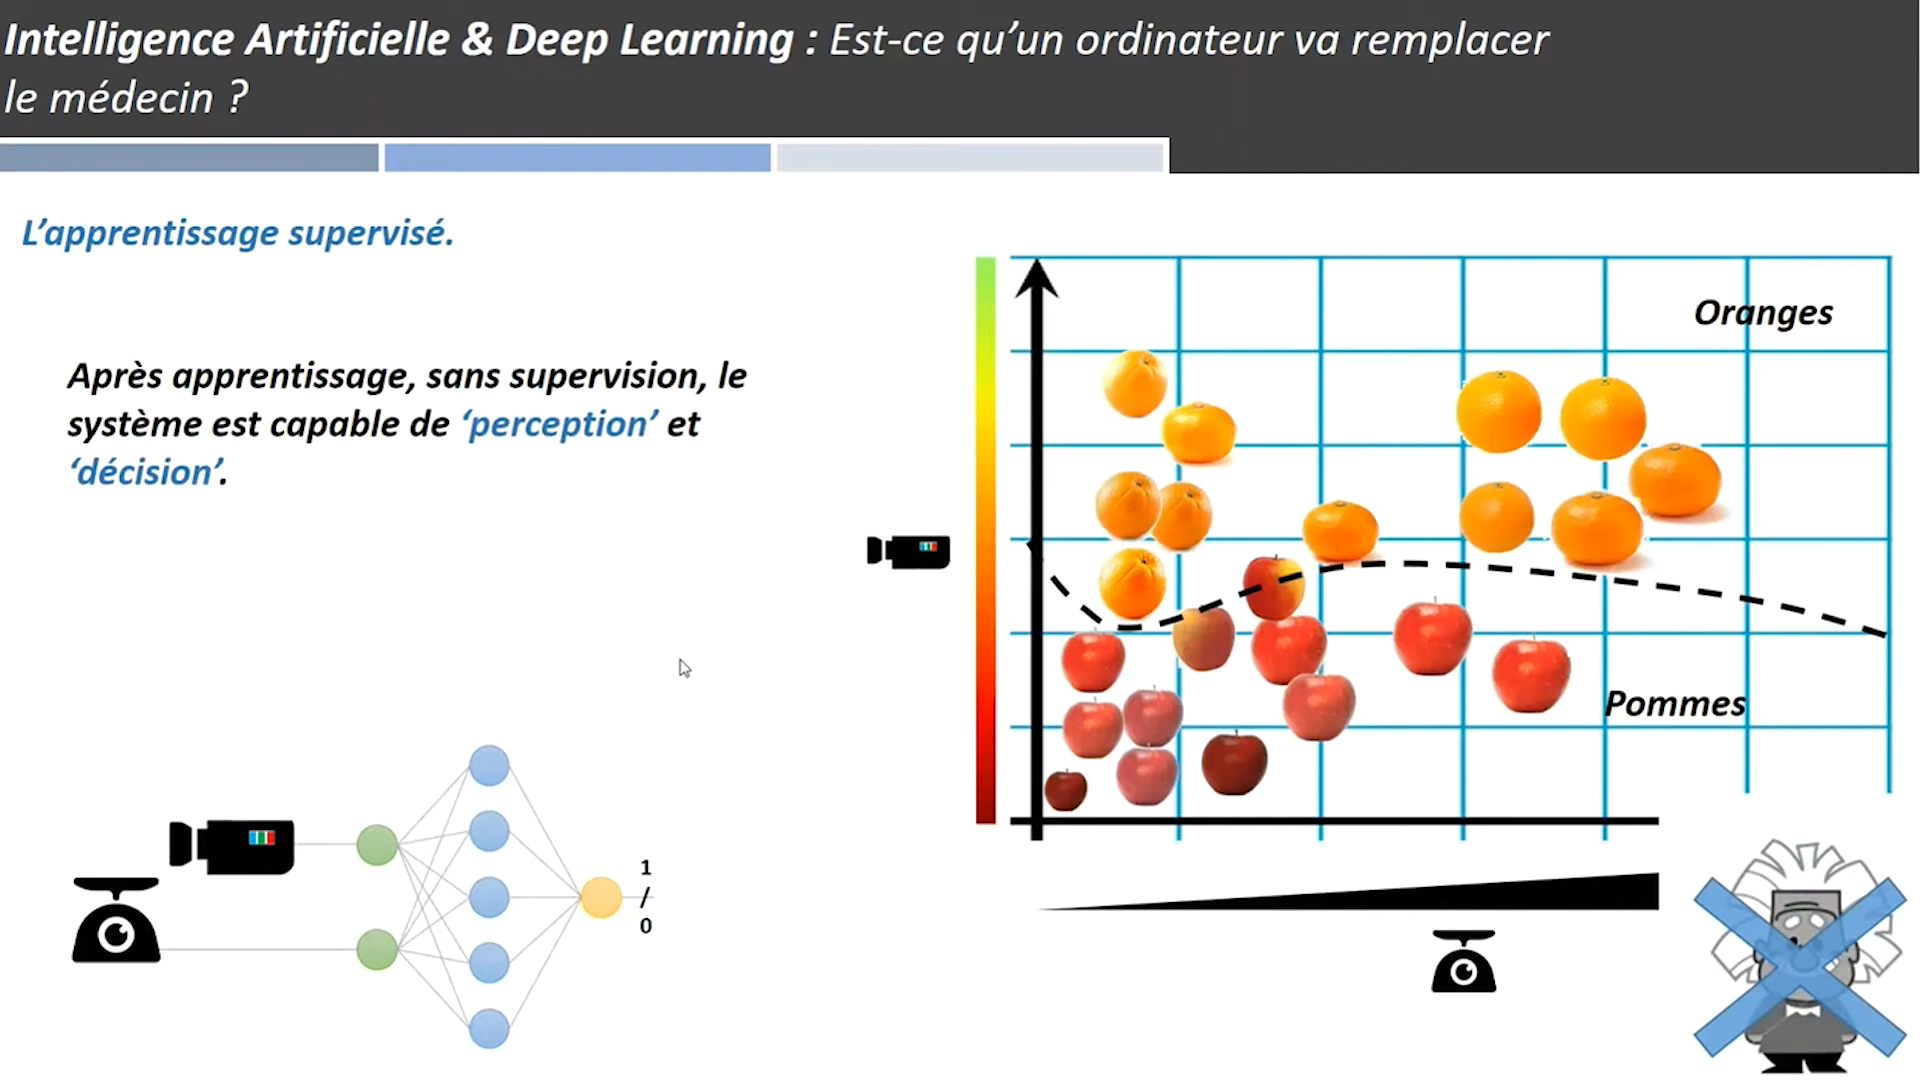 Intelligence Artificielle & Deep Learning : Est-ce qu’un ordinateur va remplacer
le médecin ?
L’apprentissage supervisé.
Après apprentissage, sans supervision, le
système est capable de ‘perception’ et
‘décision’.
Oranges
Pommes
1
/
0